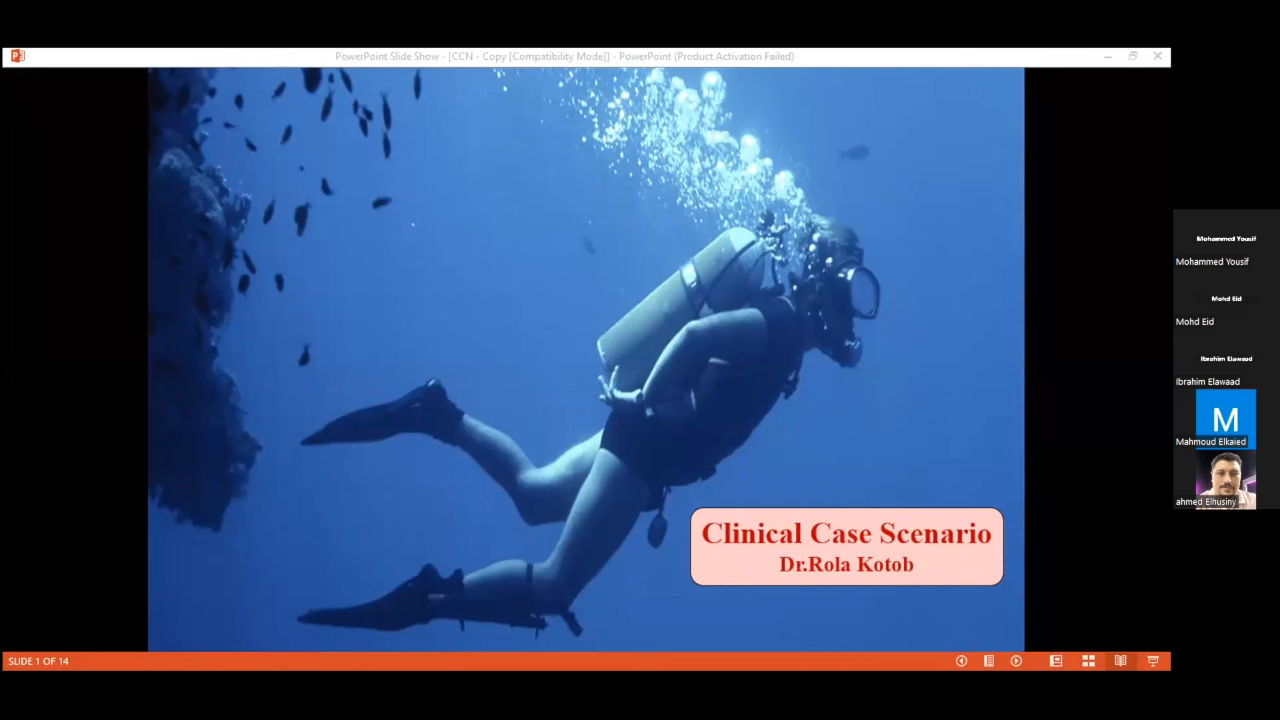 PowerPoint Slide Show - [CCN - Copy [Compatibility Mode]] - PowerPoint (Product Activation Failed)
Clinical Case Scenario
Dr.Rola Kotob
SLIDE 1 OF 14
Mohammed Yousif
Mohammed Yousif
Mohd Eid
Mohd Eid
Ibrahim Elawaad
Ibrahim Elawaad
M
Mahmoud Elkaied
ahmed Elhusiny